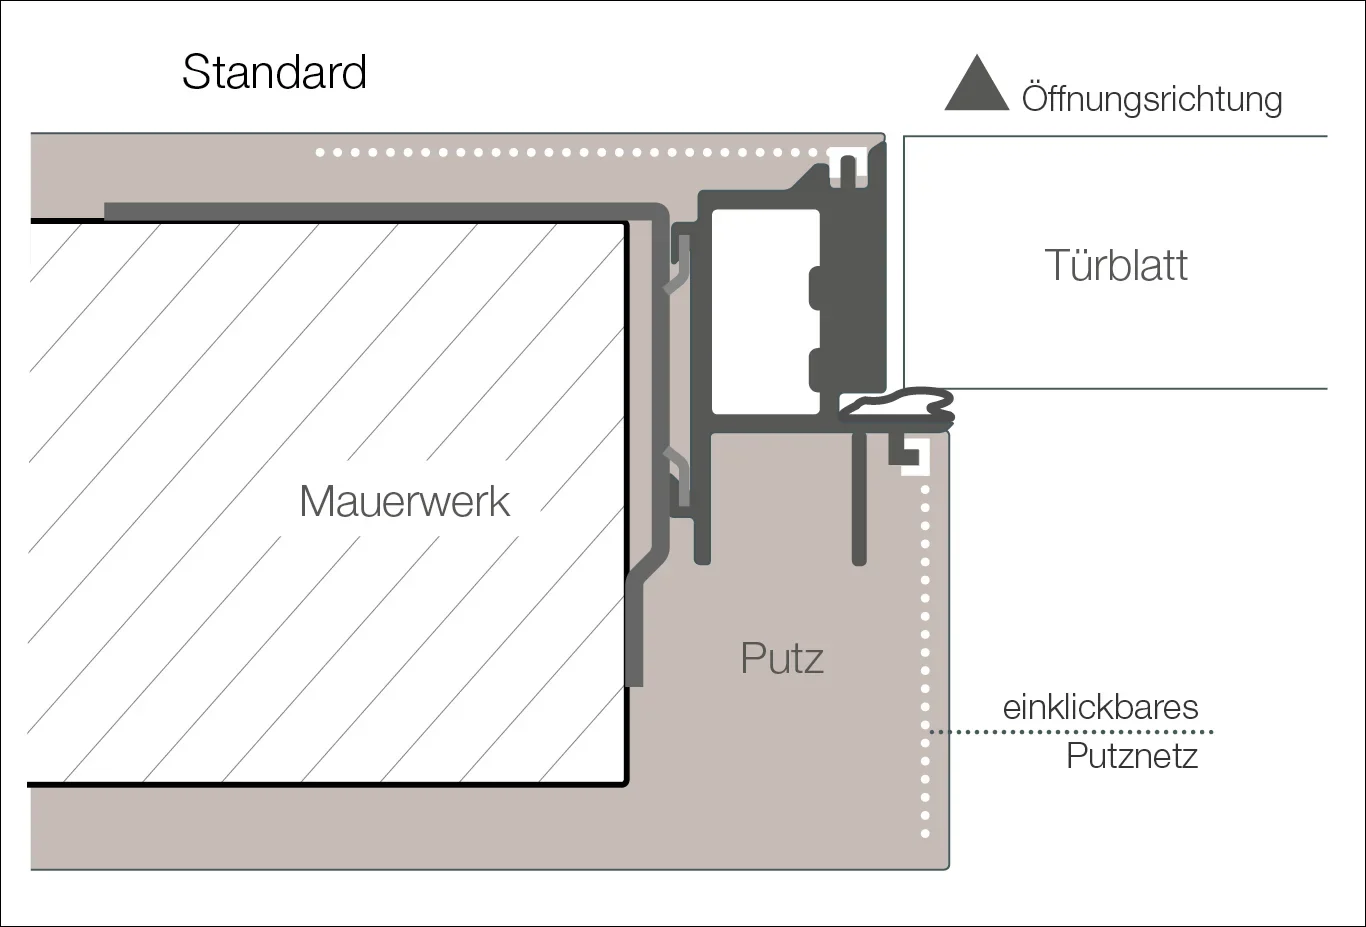 Standard
Öffnungsrichtung
Türblatt
Mauerwerk
Putz
einklickbares
Putznetz